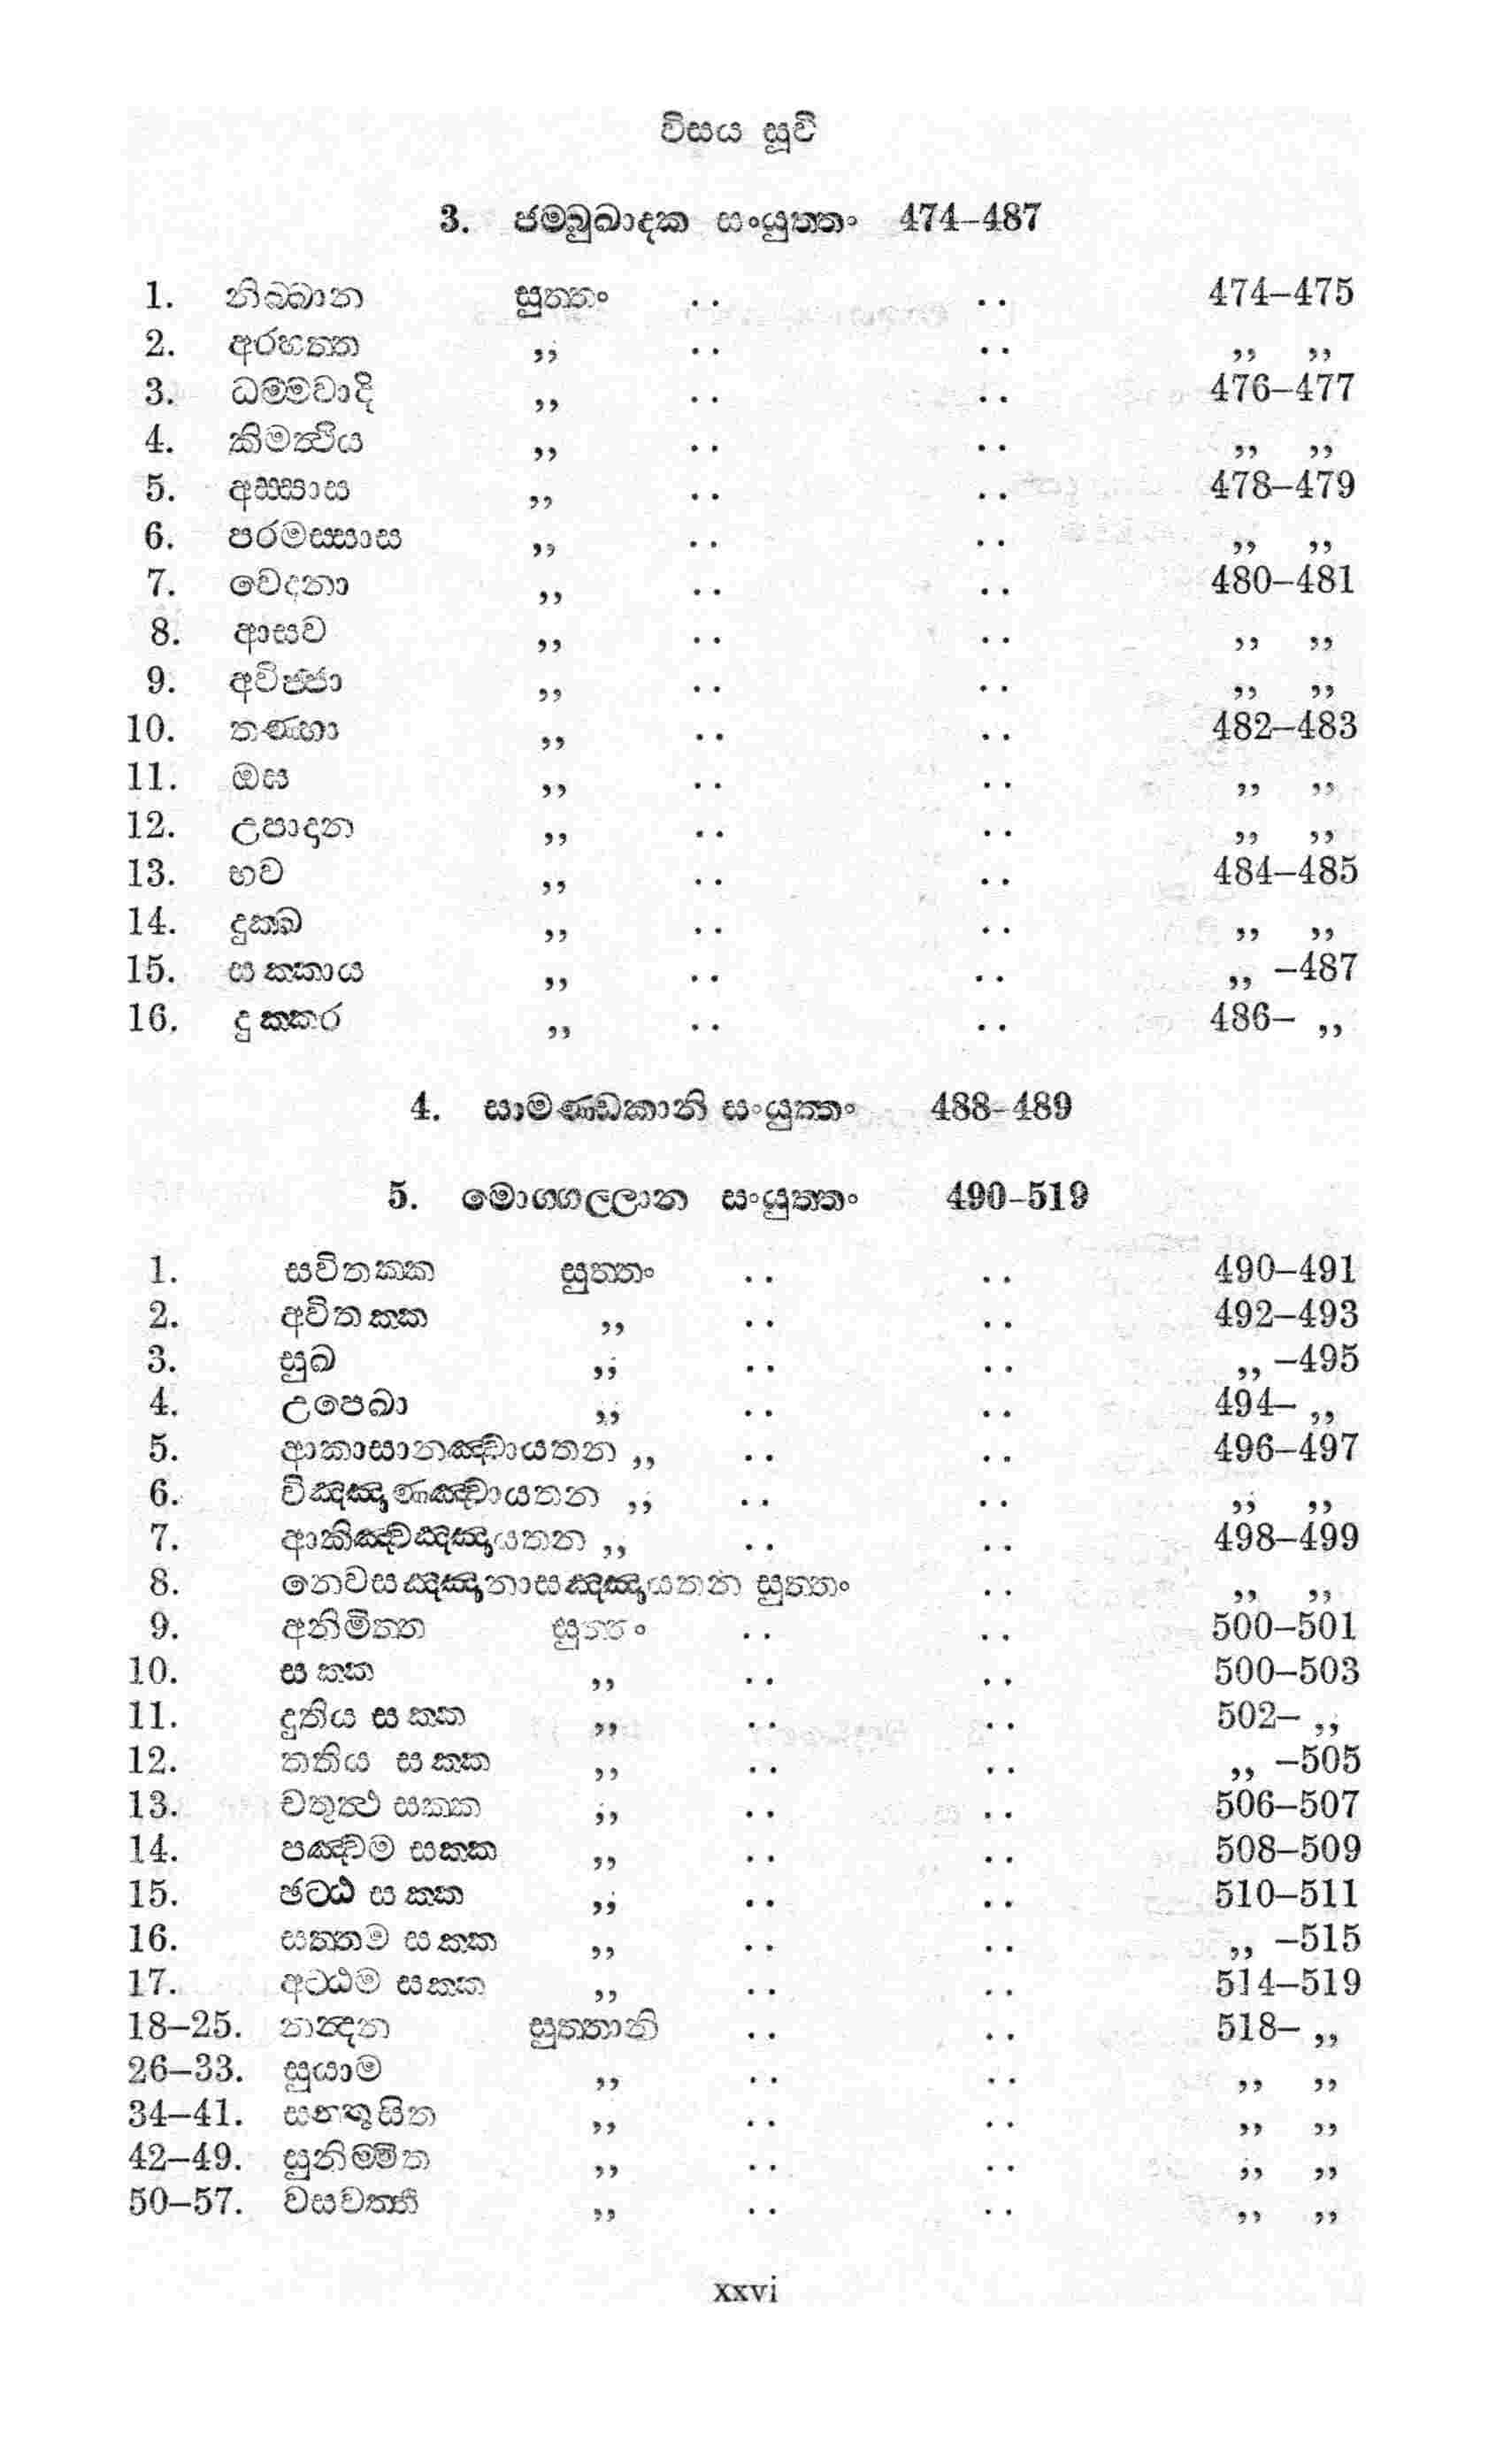 විසය සූචි
3. ජම්බුඛාදක සංයුත්තං 474–487
1. නිබ්බාන සුත්තං .. .. 474–475
2. අරහත්ත ,, .. .. ,, ,,
3. ධම්මවාදි ,, .. .. 476–477
4. කිමත්ථිය ,, .. .. ,, ,,
5. අස්සාස ,, .. .. 478–479
6. පරමස්සාස ,, .. .. ,, ,,
7. වෙදනා ,, .. .. 480–481
8. ආසව ,, .. .. ,, ,,
9. අවිජ්ජා ,, .. .. ,, ,,
10. තණ්හා ,, .. .. 482–483
11. ඔඝ ,, .. .. ,, ,,
12. උපාදාන ,, .. .. ,, ,,
13. භව ,, .. .. 484–485
14. දුක්ඛ ,, .. .. ,, ,,
15. සක්කාය ,, .. .. ,, –487
16. දුක්කර ,, .. .. 486– ,,
4. සාමණ්ඩකානි සංයුත්තං 488–489
5. මොග්ගල්ලාන සංයුත්තං 490–519
1. සවිතක්ක සුත්තං .. .. 490–491
2. අවිතක්ක ,, .. .. 492–493
3. සුඛ ,, .. .. ,, –495
4. උපෙඛා ,, .. .. 494– ,,
5. ආකාසානඤ්චායතන ,, .. .. 496–497
6. විඤ්ඤාණඤ්චායතන ,, .. .. ,, ,,
7. ආකිඤ්චඤ්ඤායතන ,, .. .. 498–499
8. නෙවසඤ්ඤානාසඤ්ඤායතන සුත්තං .. ,, ,,
9. අනිමිත්ත සුත්තං .. .. 500–501
10. සක්ක ,, .. .. 500–503
11. දුතිය සක්ක ,, .. .. 502– ,,
12. තතිය සක්ක ,, .. .. ,, –505
13. චතුත්ථ සක්ක ,, .. .. 506–507
14. පඤ්චම සක්ක ,, .. .. 508–509
15. ඡට්ඨ සක්ක ,, .. .. 510–511
16. සත්තම සක්ක ,, .. .. ,, –515
17. අට්ඨම සක්ක ,, .. .. 514–519
18–25. නන්දන සුත්තානි .. .. 518– ,,
26–33. සුයාම ,, .. .. ,, ,,
34–41. සන්තුසිත ,, .. .. ,, ,,
42–49. සුනිම්මිත ,, .. .. ,, ,,
50–57. වසවත්ති ,, .. .. ,, ,,
xxvi